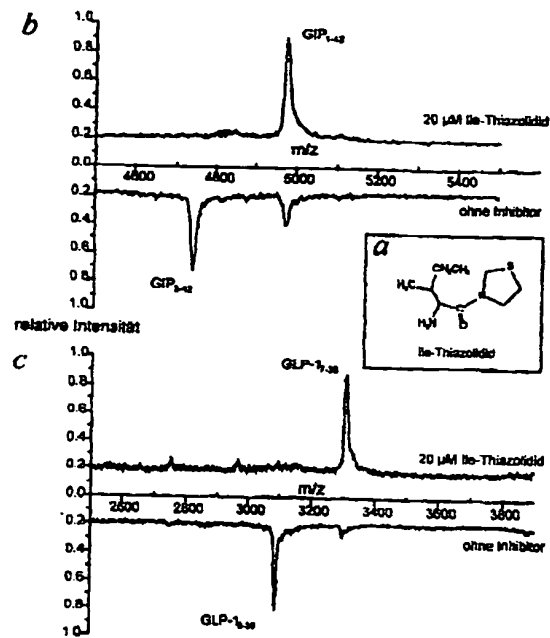 b
GIP1-42
1.0
0.8
0.6
0.4
0.2
0.0
20 µM Ile-Thiazolidid
m/z
4600 4800 5000 5200 5400
0.2
0.4
0.6
0.8
1.0
ohne Inhibitor
GIP3-42
relative Intensität
a
CH2CH3
H3C
S
N
C
O
H2N
Ile-Thiazolidid
c
GLP-17-36
1.0
0.8
0.6
0.4
0.2
0.0
20 µM Ile-Thiazolidid
m/z
2600 2800 3000 3200 3400 3600 3800
0.2
0.4
0.6
0.8
1.0
ohne Inhibitor
GLP-19-36